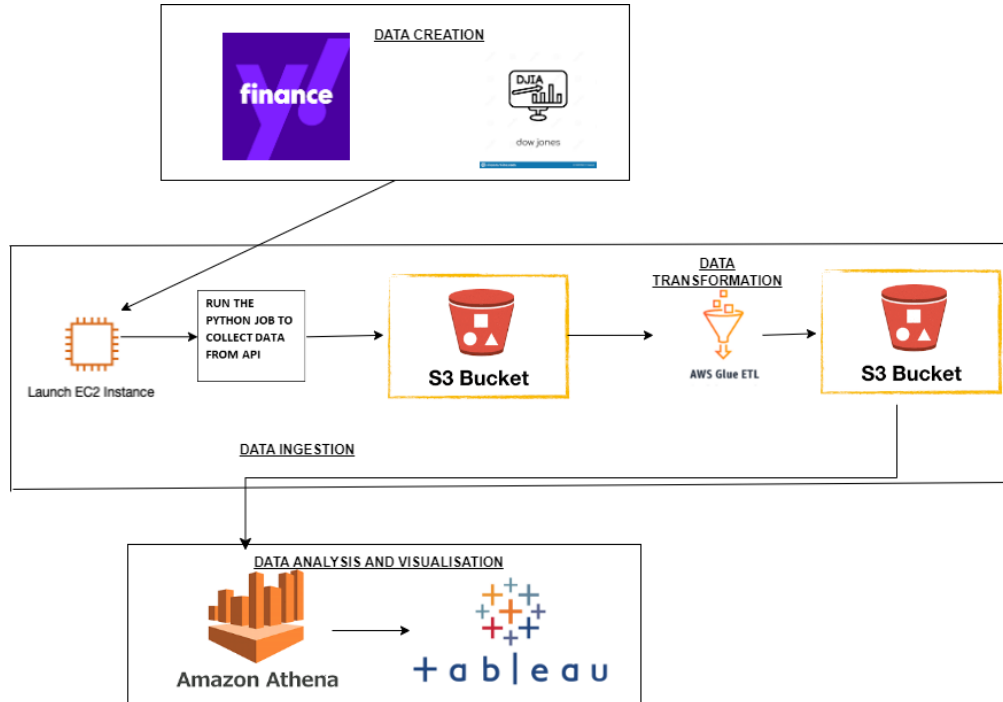 DATA CREATION
y!
finance
DJIA
dow jones
DATA
TRANSFORMATION
RUN THE
PYTHON JOB TO
COLLECT DATA
FROM API
Launch EC2 Instance
S3 Bucket
AWS Glue ETL
S3 Bucket
DATA INGESTION
DATA ANALYSIS AND VISUALISATION
Amazon Athena
+ableau